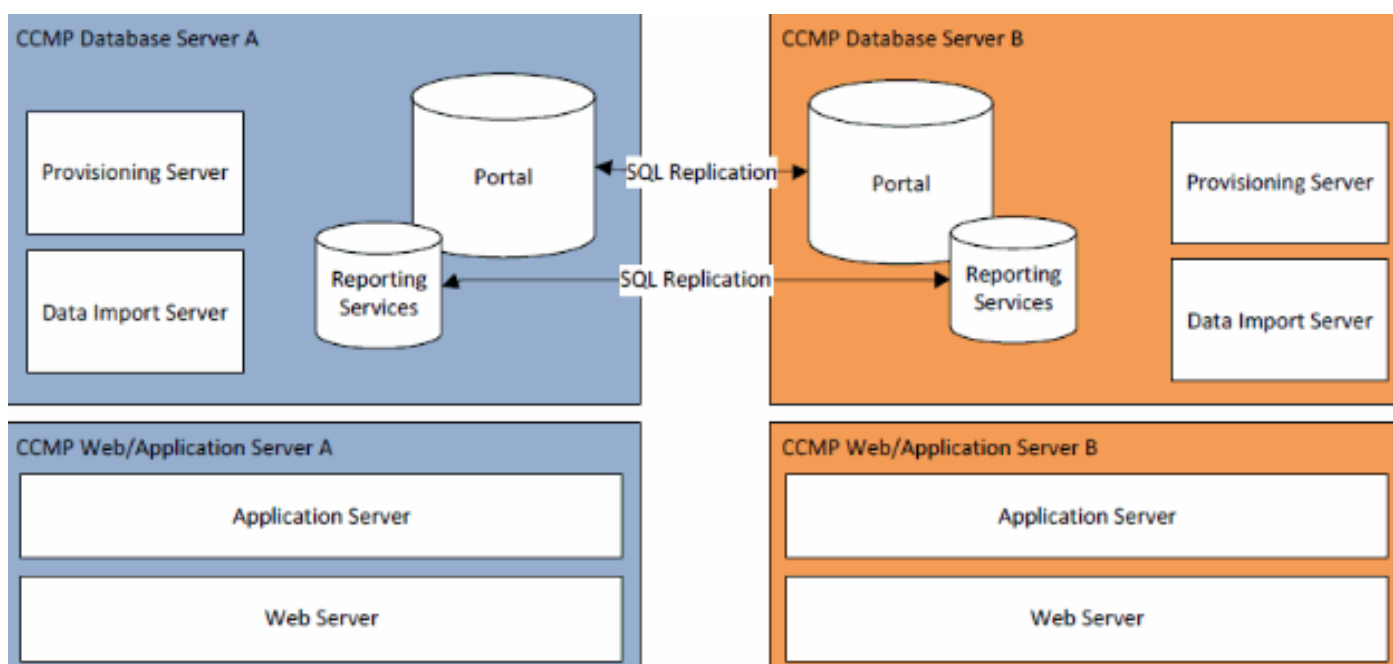 CCMP Database Server A
Provisioning Server
Data Import Server
Portal
Reporting
Services
SQL Replication
SQL Replication
CCMP Database Server B
Portal
Reporting
Services
Provisioning Server
Data Import Server
CCMP Web/Application Server A
Application Server
Web Server
CCMP Web/Application Server B
Application Server
Web Server